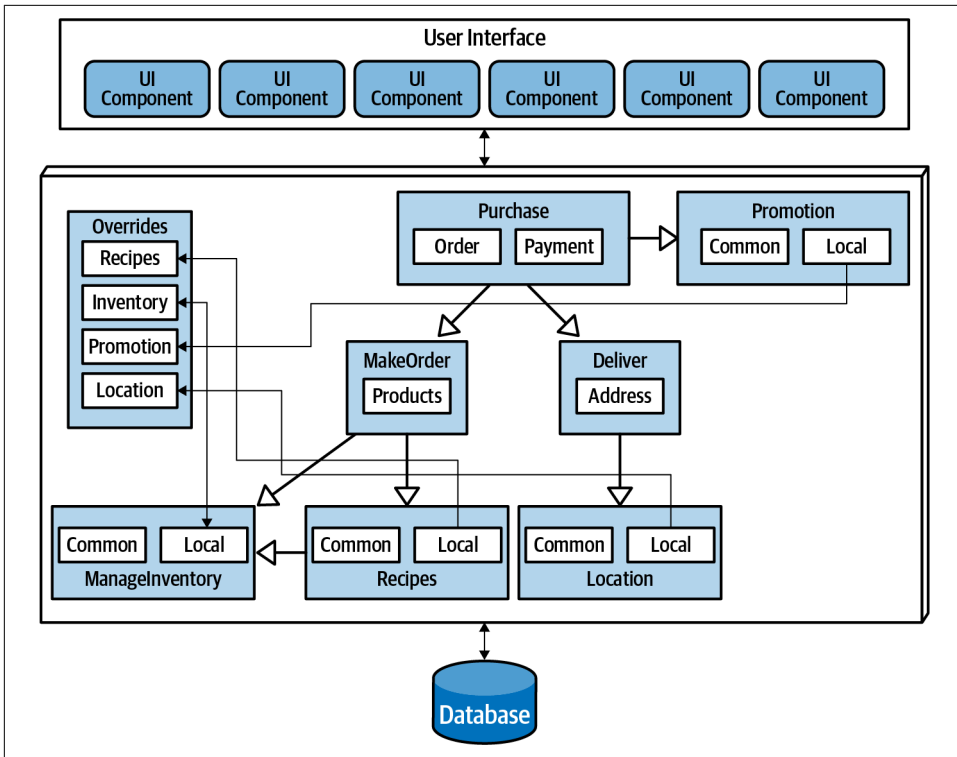 User Interface
UI
Component
UI
Component
UI
Component
UI
Component
UI
Component
UI
Component
Overrides
Recipes
Inventory
Promotion
Location
Purchase
Order
Payment
Promotion
Common
Local
MakeOrder
Products
Deliver
Address
Common
Local
ManageInventory
Common
Local
Recipes
Common
Local
Location
Database